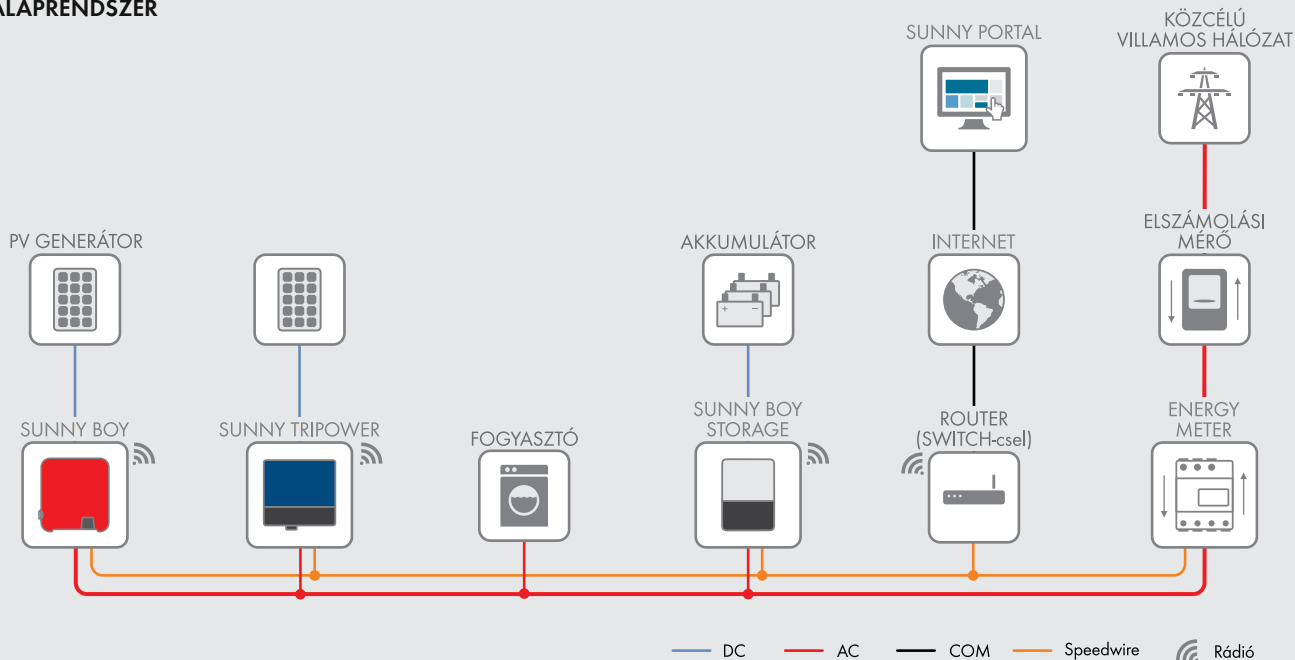 ALAPRENDSZER
SUNNY PORTAL
KÖZCÉLÚ
VILLAMOS HÁLÓZAT
PV GENERÁTOR
AKKUMULÁTOR
INTERNET
ELSZÁMOLÁSI
MÉRŐ
SUNNY BOY
SUNNY TRIPOWER
FOGYASZTÓ
SUNNY BOY
STORAGE
ROUTER
(SWITCH-csel)
ENERGY
METER
DC
AC
COM
Speedwire
Rádió